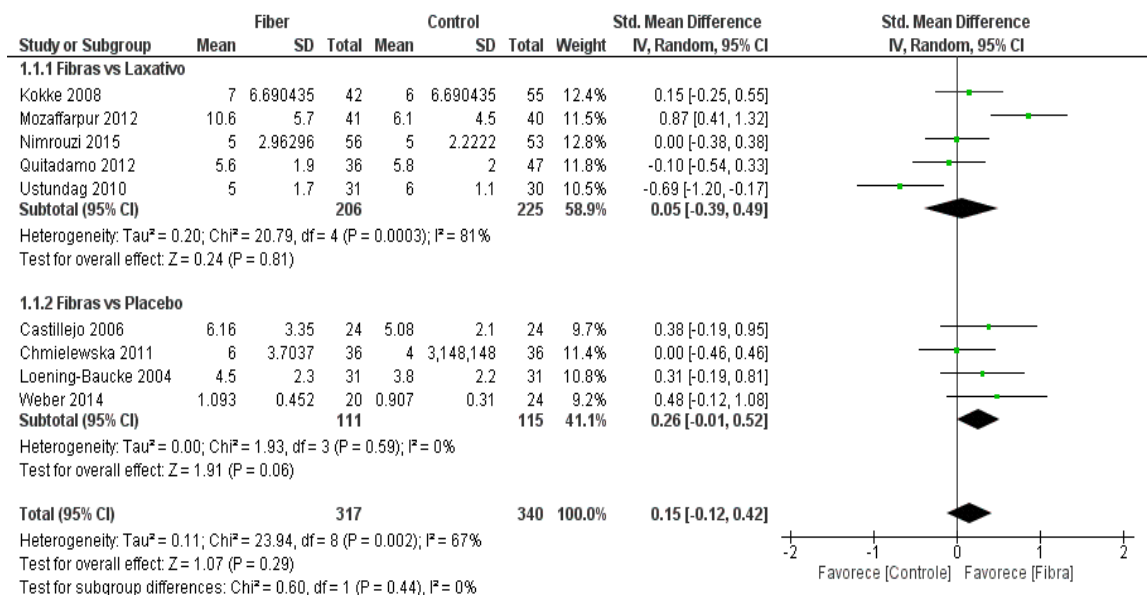 Fiber Control Std. Mean Difference Std. Mean Difference
Study or Subgroup Mean SD Total Mean SD Total Weight IV, Random, 95% CI IV, Random, 95% CI
1.1.1 Fibras vs Laxativo
Kokke 2008 7 6.690435 42 6 6.690435 55 12.4% 0.15 [-0.25, 0.55]
Mozaffarpur 2012 10.6 5.7 41 6.1 4.5 40 11.5% 0.87 [0.41, 1.32]
Nimrouzi 2015 5 2.96296 56 5 2.2222 53 12.8% 0.00 [-0.38, 0.38]
Quitadamo 2012 5.6 1.9 36 5.8 2 47 11.8% -0.10 [-0.54, 0.33]
Ustundag 2010 5 1.7 31 6 1.1 30 10.5% -0.69 [-1.20, -0.17]
Subtotal (95% CI) 206 225 58.9% 0.05 [-0.39, 0.49]
Heterogeneity: Tau² = 0.20; Chi² = 20.79, df = 4 (P = 0.0003); I² = 81%
Test for overall effect: Z = 0.24 (P = 0.81)
1.1.2 Fibras vs Placebo
Castillejo 2006 6.16 3.35 24 5.08 2.1 24 9.7% 0.38 [-0.19, 0.95]
Chmielewska 2011 6 3.7037 36 4 3,148,148 36 11.4% 0.00 [-0.46, 0.46]
Loening-Baucke 2004 4.5 2.3 31 3.8 2.2 31 10.8% 0.31 [-0.19, 0.81]
Weber 2014 1.093 0.452 20 0.907 0.31 24 9.2% 0.48 [-0.12, 1.08]
Subtotal (95% CI) 111 115 41.1% 0.26 [-0.01, 0.52]
Heterogeneity: Tau² = 0.00; Chi² = 1.93, df = 3 (P = 0.59); I² = 0%
Test for overall effect: Z = 1.91 (P = 0.06)
Total (95% CI) 317 340 100.0% 0.15 [-0.12, 0.42]
Heterogeneity: Tau² = 0.11; Chi² = 23.94, df = 8 (P = 0.002); I² = 67%
Test for overall effect: Z = 1.07 (P = 0.29)
Test for subgroup differences: Chi² = 0.60, df = 1 (P = 0.44), I² = 0%
-2 -1 0 1 2
Favorece [Controle] Favorece [Fibra]